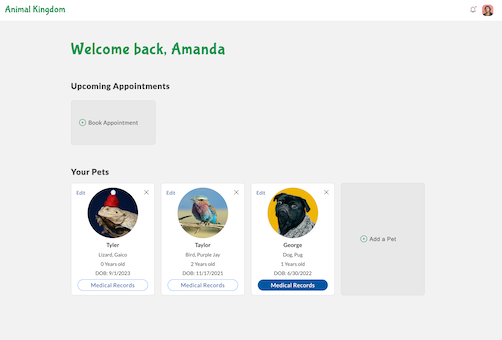 Animal Kingdom
Welcome back, Amanda
Upcoming Appointments
Book Appointment
Your Pets
Edit
Tyler
Lizard, Gaico
0 Years old
DOB: 9/1/2023
Medical Records
Edit
Taylor
Bird, Purple Jay
2 Years old
DOB: 11/17/2021
Medical Records
Edit
George
Dog, Pug
1 Years old
DOB: 6/30/2022
Medical Records
Add a Pet